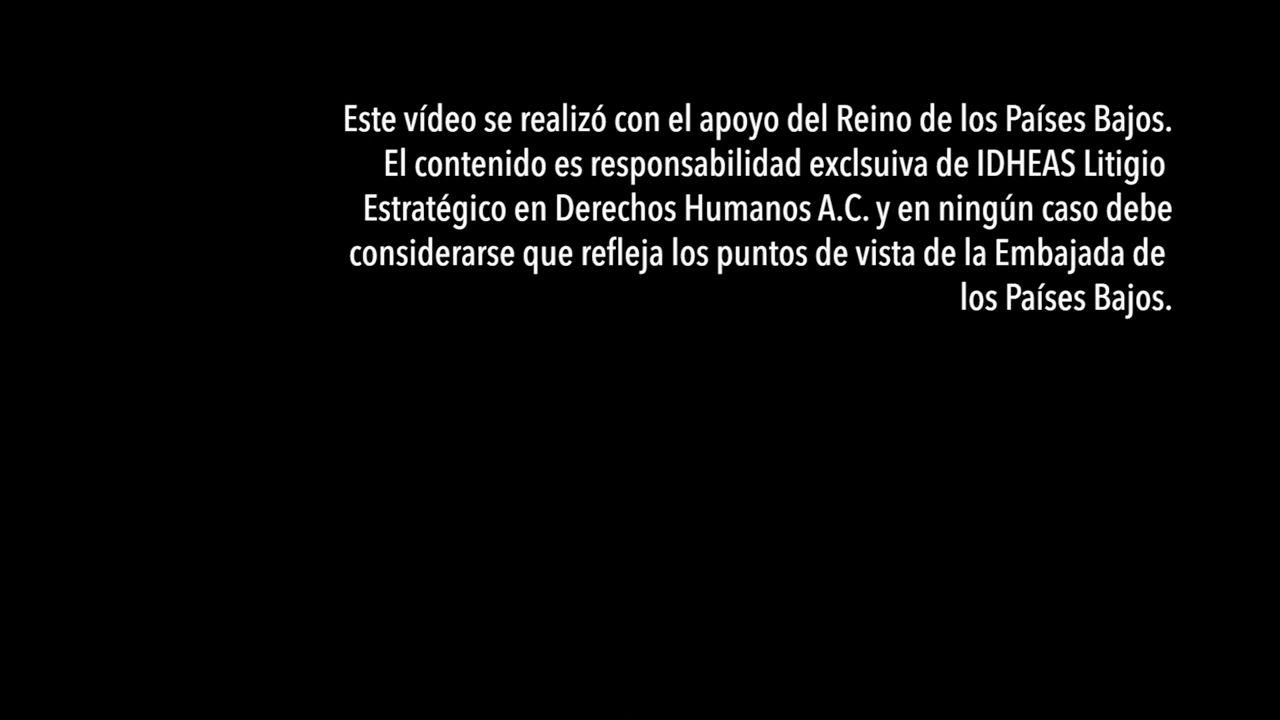 Este vídeo se realizó con el apoyo del Reino de los Países Bajos.
El contenido es responsabilidad exclsuiva de IDHEAS Litigio
Estratégico en Derechos Humanos A.C. y en ningún caso debe
considerarse que refleja los puntos de vista de la Embajada de
los Países Bajos.